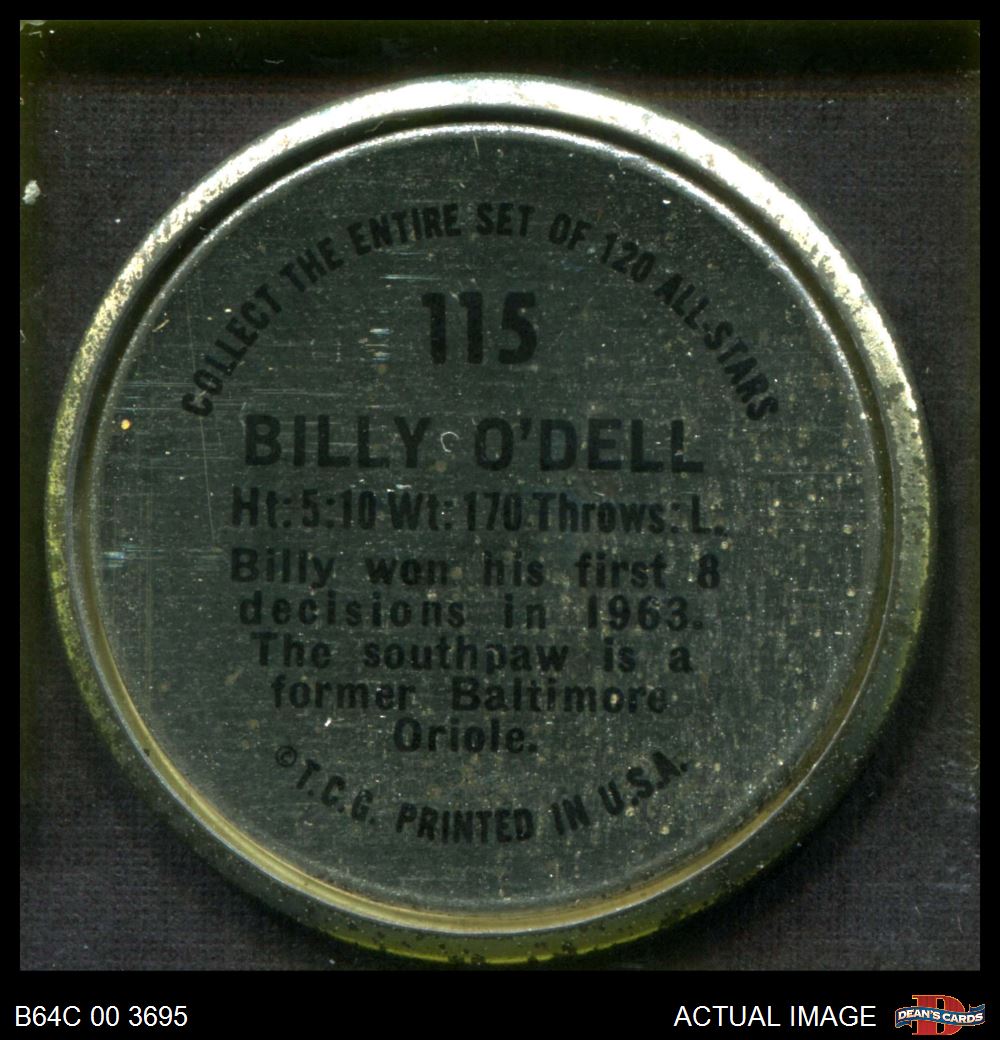 COLLECT THE ENTIRE SET OF 120 ALL-STARS
115
BILLY O'DELL
Ht: 5:10 Wt: 170 Throws: L.
Billy won his first 8
decisions in 1963.
The southpaw is a
former Baltimore
Oriole.
© T.C.G. PRINTED IN U.S.A.
B64C 00 3695
ACTUAL IMAGE
D
DEAN'S CARDS